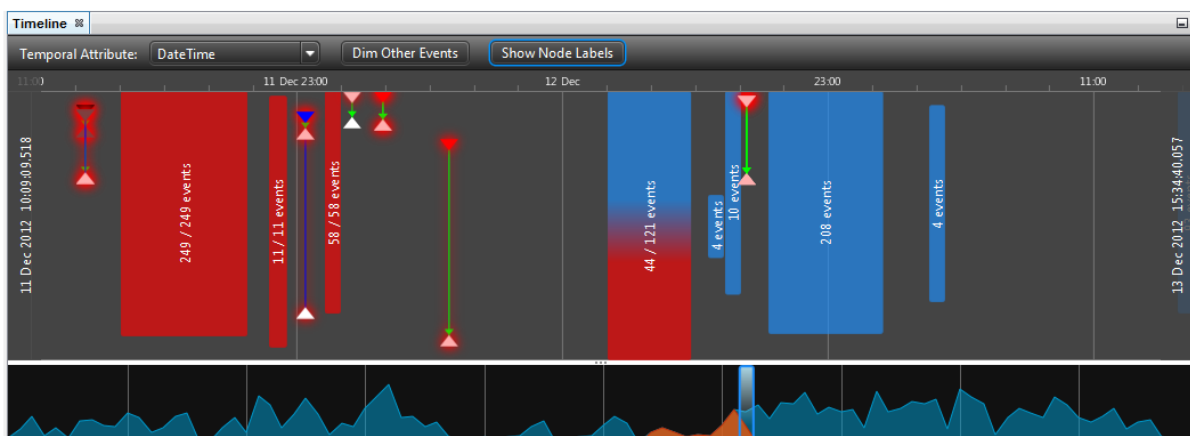 Timeline
Temporal Attribute: DateTime Dim Other Events Show Node Labels
11:00 11 Dec 23:00 12 Dec 23:00 11:00
11 Dec 2012 10:09:09.518
249 / 249 events
11 / 11 events
58 / 58 events
44 / 121 events
4 events
10 events
208 events
4 events
13 Dec 2012 15:34:40.057